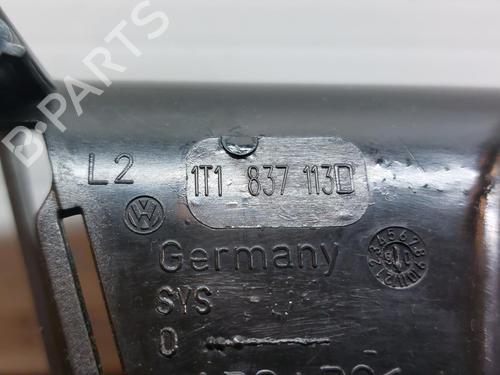 B-PARTS
L2
1T1 837 113D
Germany
SYS
0